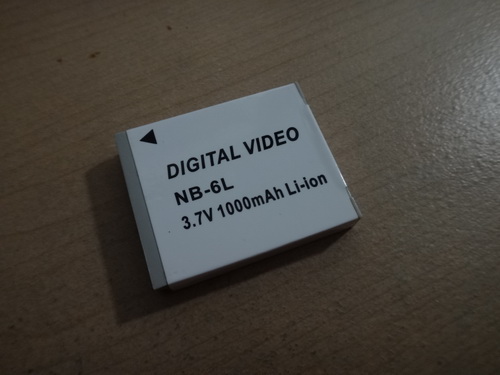 DIGITAL VIDEO
NB-6L
3.7V 1000mAh Li-ion